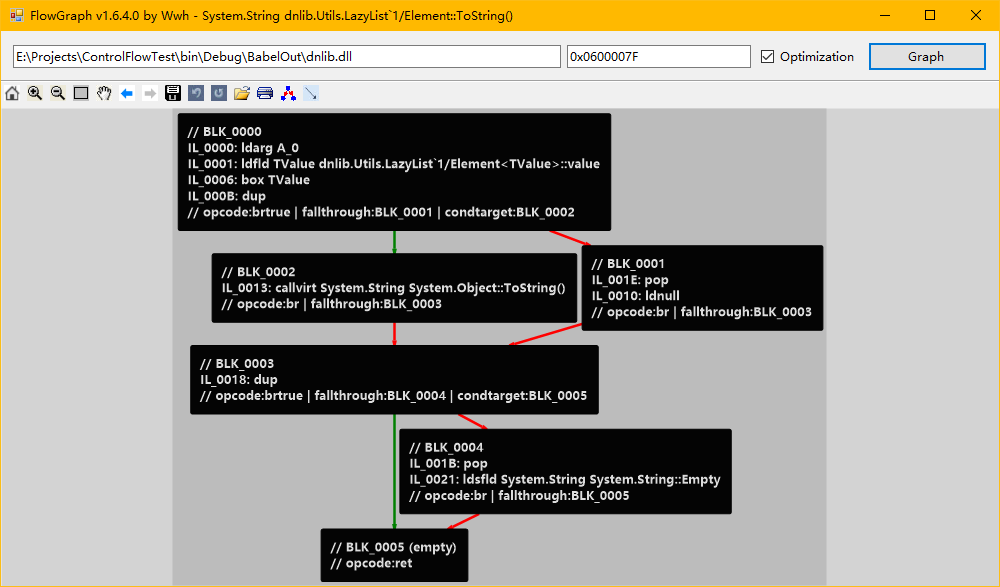 FlowGraph v1.6.4.0 by Wwh - System.String dnlib.Utils.LazyList`1/Element::ToString()
E:\Projects\ControlFlowTest\bin\Debug\BabelOut\dnlib.dll
0x0600007F
Optimization
Graph
// BLK_0000
IL_0000: ldarg A_0
IL_0001: ldfld TValue dnlib.Utils.LazyList`1/Element<TValue>::value
IL_0006: box TValue
IL_000B: dup
// opcode:brtrue | fallthrough:BLK_0001 | condtarget:BLK_0002
// BLK_0002
IL_0013: callvirt System.String System.Object::ToString()
// opcode:br | fallthrough:BLK_0003
// BLK_0001
IL_001E: pop
IL_0010: ldnull
// opcode:br | fallthrough:BLK_0003
// BLK_0003
IL_0018: dup
// opcode:brtrue | fallthrough:BLK_0004 | condtarget:BLK_0005
// BLK_0004
IL_001B: pop
IL_0021: ldsfld System.String System.String::Empty
// opcode:br | fallthrough:BLK_0005
// BLK_0005 (empty)
// opcode:ret